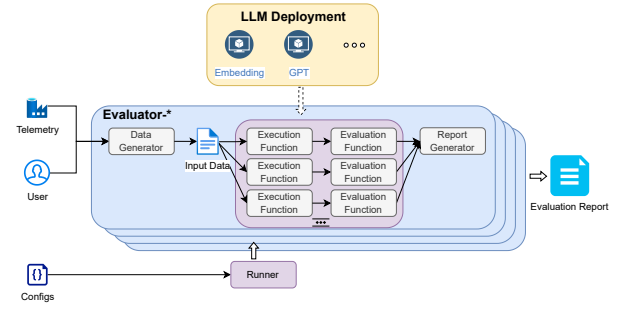 LLM Deployment
Embedding
GPT
Evaluator-*
Telemetry
User
Data
Generator
Input Data
Execution
Function
Evaluation
Function
Execution
Function
Evaluation
Function
Execution
Function
Evaluation
Function
Report
Generator
Evaluation Report
Configs
Runner